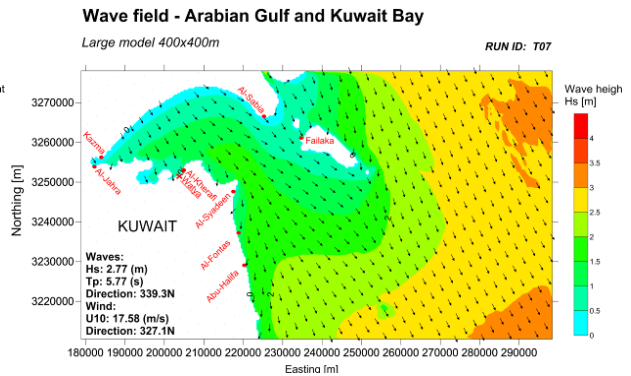 Wave field - Arabian Gulf and Kuwait Bay
Large model 400x400m
RUN ID: T07
nt
Wave heigh
Hs [m]
4
3.5
3
2.5
2
1.5
1
0.5
0
Northing [m]
3270000
3260000
3250000
3240000
3230000
3220000
Al-Sabia
Failaka
Kazma
Al-Jahra
Al-Kherafi
Al-Syadeen
Al-Fontas
Abu-Halifa
KUWAIT
Waves:
Hs: 2.77 (m)
Tp: 5.77 (s)
Direction: 339.3N
Wind:
U10: 17.58 (m/s)
Direction: 327.1N
180000 190000 200000 210000 220000 230000 240000 250000 260000 270000 280000 290000
Easting [m]